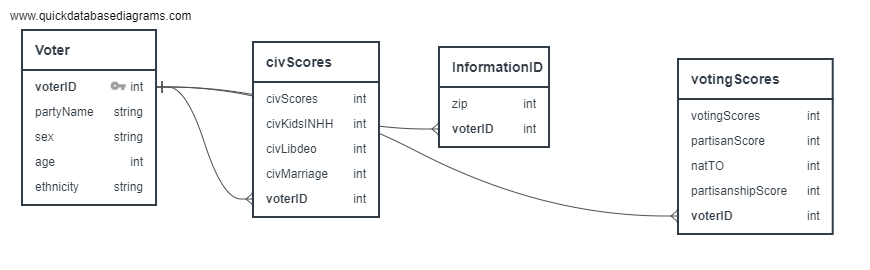 www.quickdatabasediagrams.com
Voter
voterID int
partyName string
sex string
age int
ethnicity string
civScores
civScores int
civKidsINHH int
civLibdeo int
civMarriage int
voterID int
InformationID
zip int
voterID int
votingScores
votingScores int
partisanScore int
natTO int
partisanshipScore int
voterID int